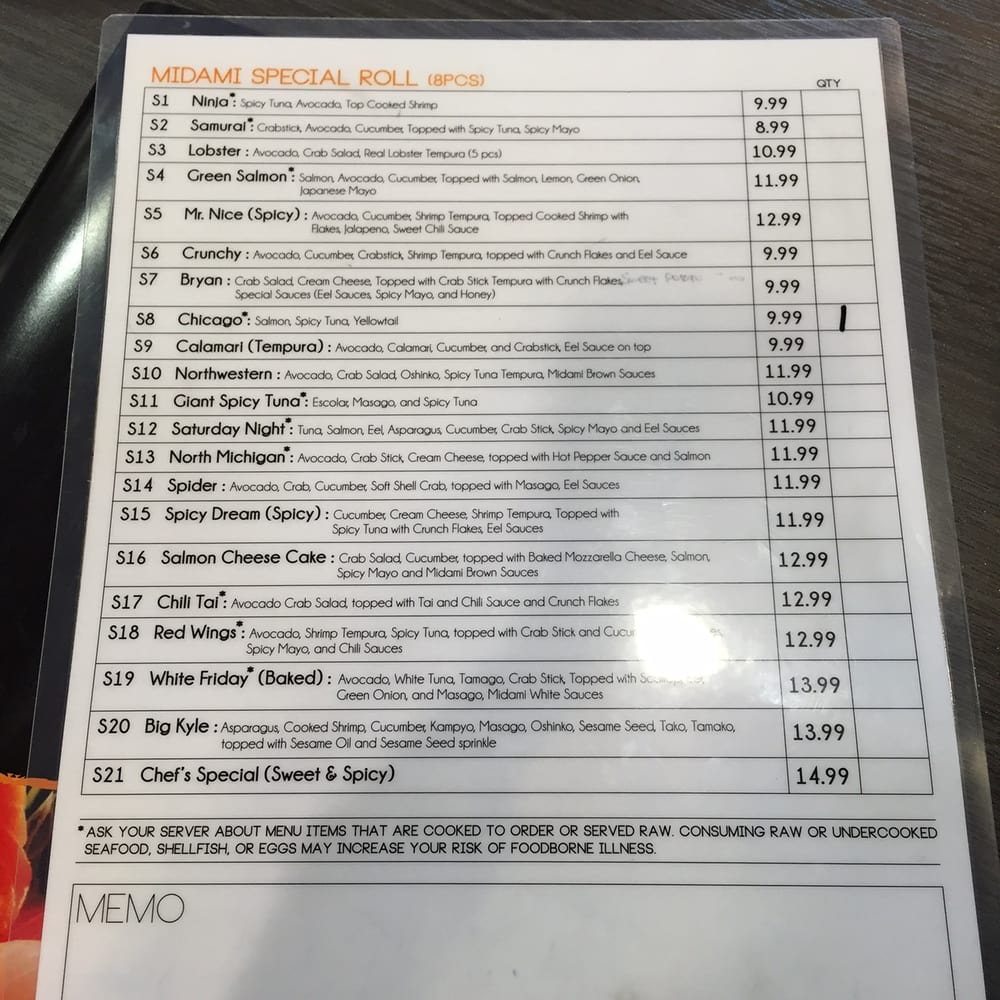 MIDAMI SPECIAL ROLL (8PCS)
QTY
S1 Ninja*: Spicy Tuna, Avocado, Top Cooked Shrimp 9.99
S2 Samurai*: Crabstick, Avocado, Cucumber, Topped with Spicy Tuna, Spicy Mayo 8.99
S3 Lobster : Avocado, Crab Salad, Real Lobster Tempura (5 pcs) 10.99
S4 Green Salmon*: Salmon, Avocado, Cucumber, Topped with Salmon, Lemon, Green Onion, 11.99
Japanese Mayo
S5 Mr. Nice (Spicy) : Avocado, Cucumber, Shrimp Tempura, Topped Cooked Shrimp with 12.99
Flakes, Jalapeno, Sweet Chili Sauce
S6 Crunchy : Avocado, Cucumber, Crabstick, Shrimp Tempura, topped with Crunch Flakes and Eel Sauce 9.99
S7 Bryan : Crab Salad, Cream Cheese, Topped with Crab Stick Tempura with Crunch Flakes, 9.99
Special Sauces (Eel Sauces, Spicy Mayo, and Honey)
S8 Chicago*: Salmon, Spicy Tuna, Yellowtail 9.99 1
S9 Calamari (Tempura) : Avocado, Calamari, Cucumber, and Crabstick, Eel Sauce on top 9.99
S10 Northwestern : Avocado, Crab Salad, Oshinko, Spicy Tuna Tempura, Midami Brown Sauces 11.99
S11 Giant Spicy Tuna*: Escolar, Masago, and Spicy Tuna 10.99
S12 Saturday Night*: Tuna, Salmon, Eel, Asparagus, Cucumber, Crab Stick, Spicy Mayo and Eel Sauces 11.99
S13 North Michigan*: Avocado, Crab Stick, Cream Cheese, topped with Hot Pepper Sauce and Salmon 11.99
S14 Spider : Avocado, Crab, Cucumber, Soft Shell Crab, topped with Masago, Eel Sauces 11.99
S15 Spicy Dream (Spicy) : Cucumber, Cream Cheese, Shrimp Tempura, Topped with 11.99
Spicy Tuna with Crunch Flakes, Eel Sauces
S16 Salmon Cheese Cake : Crab Salad, Cucumber, topped with Baked Mozzarella Cheese, Salmon, 12.99
Spicy Mayo and Midami Brown Sauces
S17 Chili Tai*: Avocado Crab Salad, topped with Tai and Chili Sauce and Crunch Flakes 12.99
S18 Red Wings*: Avocado, Shrimp Tempura, Spicy Tuna, topped with Crab Stick and 12.99
Spicy Mayo, and Chili Sauces
S19 White Friday* (Baked) : Avocado, White Tuna, Tamago, Crab Stick, Topped with 13.99
Green Onion, and Masago, Midami White Sauces
S20 Big Kyle : Asparagus, Cooked Shrimp, Cucumber, Kampyo, Masago, Oshinko, Sesame Seed, Tako, Tamako, 13.99
topped with Sesame Oil and Sesame Seed sprinkle
S21 Chef's Special (Sweet & Spicy) 14.99
*ASK YOUR SERVER ABOUT MENU ITEMS THAT ARE COOKED TO ORDER OR SERVED RAW. CONSUMING RAW OR UNDERCOOKED
SEAFOOD, SHELLFISH, OR EGGS MAY INCREASE YOUR RISK OF FOODBORNE ILLNESS.
MEMO